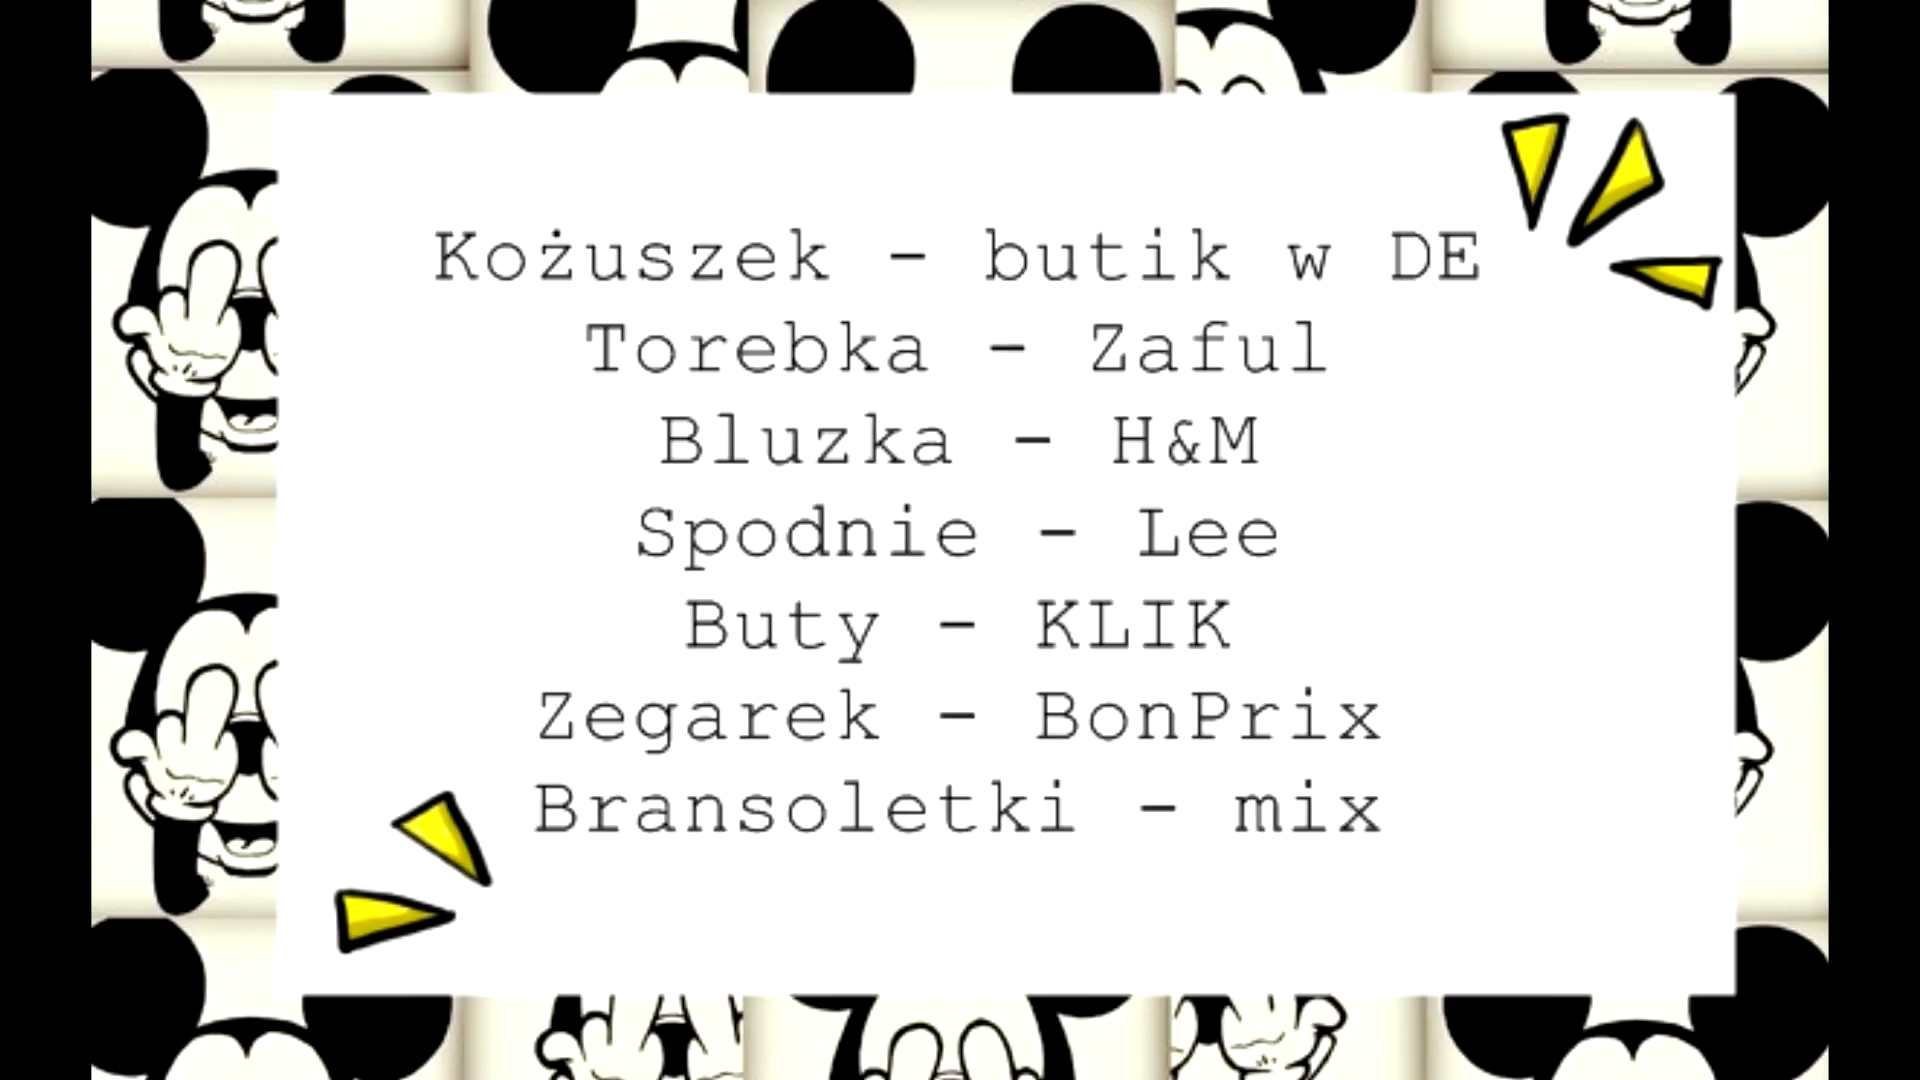 Kożuszek - butik w DE
Torebka - Zaful
Bluzka - H&M
Spodnie - Lee
Buty - KLIK
Zegarek - BonPrix
Bransoletki - mix